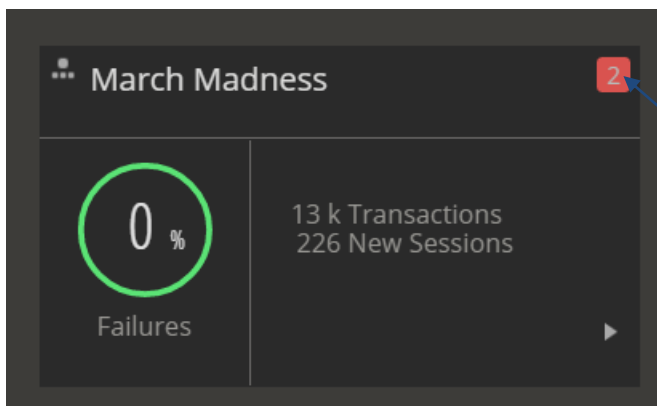 March Madness
2
0 %
Failures
13 k Transactions
226 New Sessions